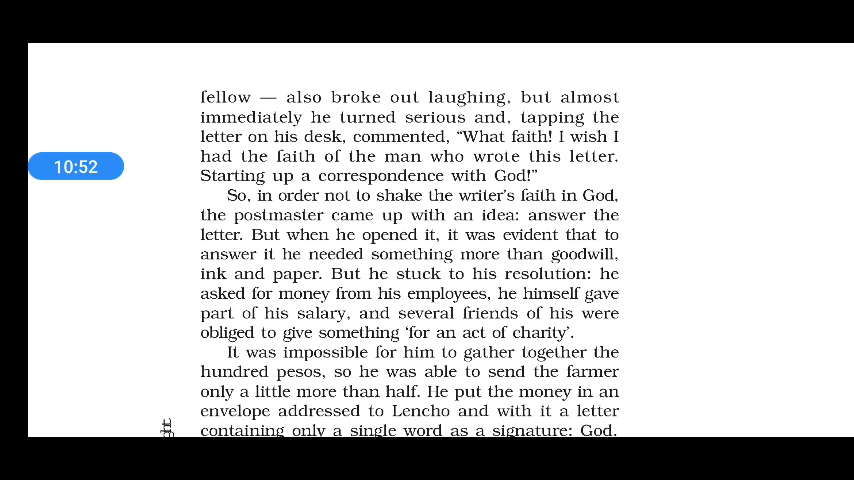 fellow — also broke out laughing, but almost
immediately he turned serious and, tapping the
letter on his desk, commented, “What faith! I wish I
had the faith of the man who wrote this letter.
Starting up a correspondence with God!”
10:52
So, in order not to shake the writer’s faith in God,
the postmaster came up with an idea: answer the
letter. But when he opened it, it was evident that to
answer it he needed something more than goodwill,
ink and paper. But he stuck to his resolution: he
asked for money from his employees, he himself gave
part of his salary, and several friends of his were
obliged to give something ‘for an act of charity’.
It was impossible for him to gather together the
hundred pesos, so he was able to send the farmer
only a little more than half. He put the money in an
envelope addressed to Lencho and with it a letter
containing only a single word as a signature: God.